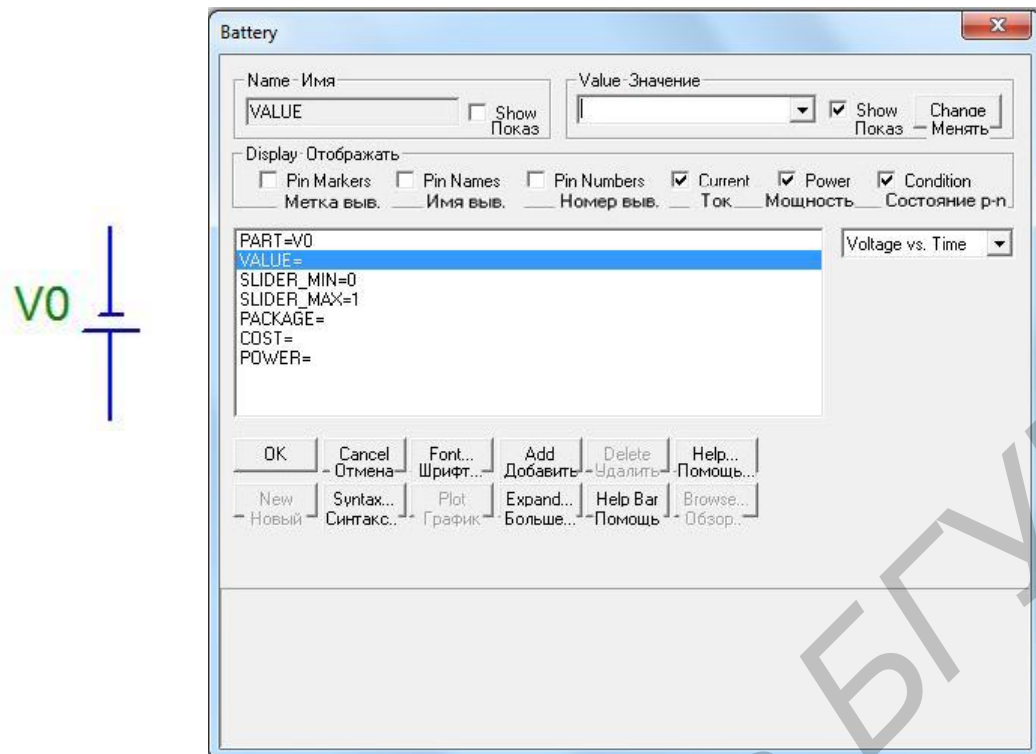 Battery
Name Имя
Value Значение
VALUE
Show
Показ
Show
Показ
Change
Менять
Display Отображать
Pin Markers Pin Names Pin Numbers Current Power Condition
Метка выв. Имя выв. Номер выв. Ток Мощность Состояние p-n
PART=V0
VALUE=
SLIDER_MIN=0
SLIDER_MAX=1
PACKAGE=
COST=
POWER=
Voltage vs. Time
V0
OK Cancel Font... Add Delete Help...
Отмена Шрифт... Добавить Удалить Помощь...
New Syntax... Plot Expand... Help Bar Browse...
Новый Синтакс.. График Больше... Помощь Обзор..
БГУ